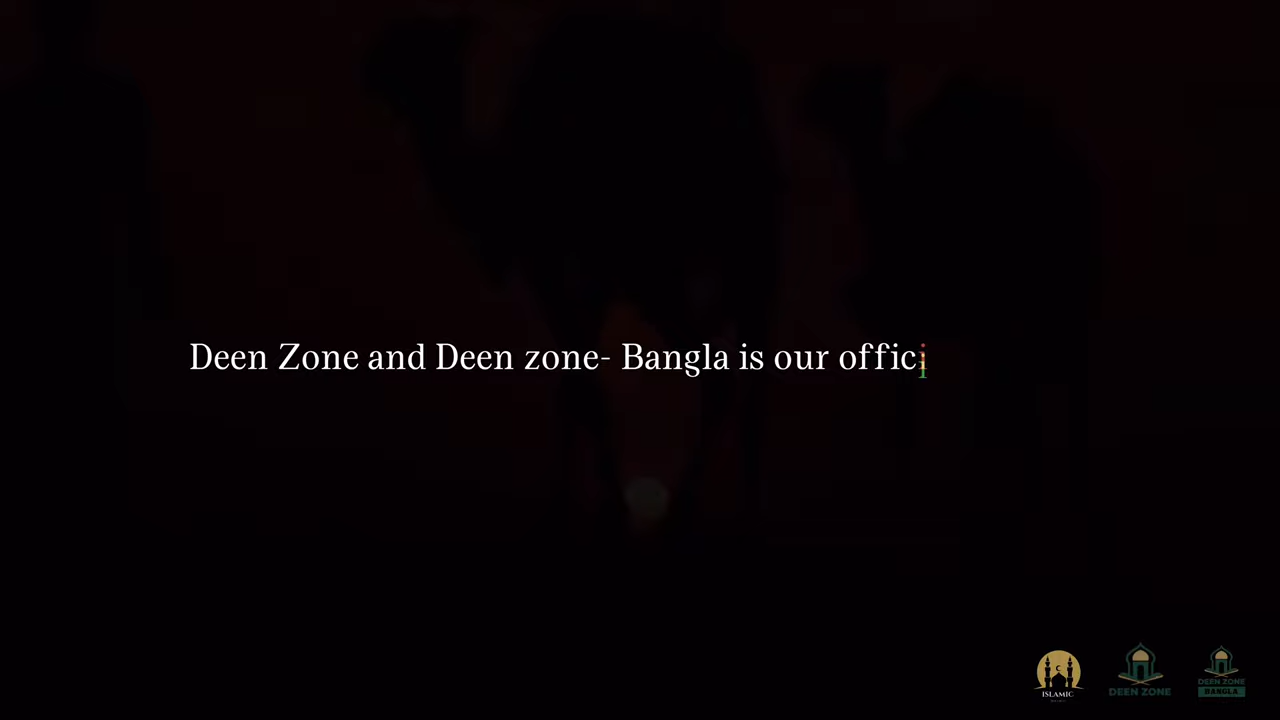 Deen Zone and Deen zone- Bangla is our offici
ISLAMIC
DEEN ZONE
DEEN ZONE
BANGLA